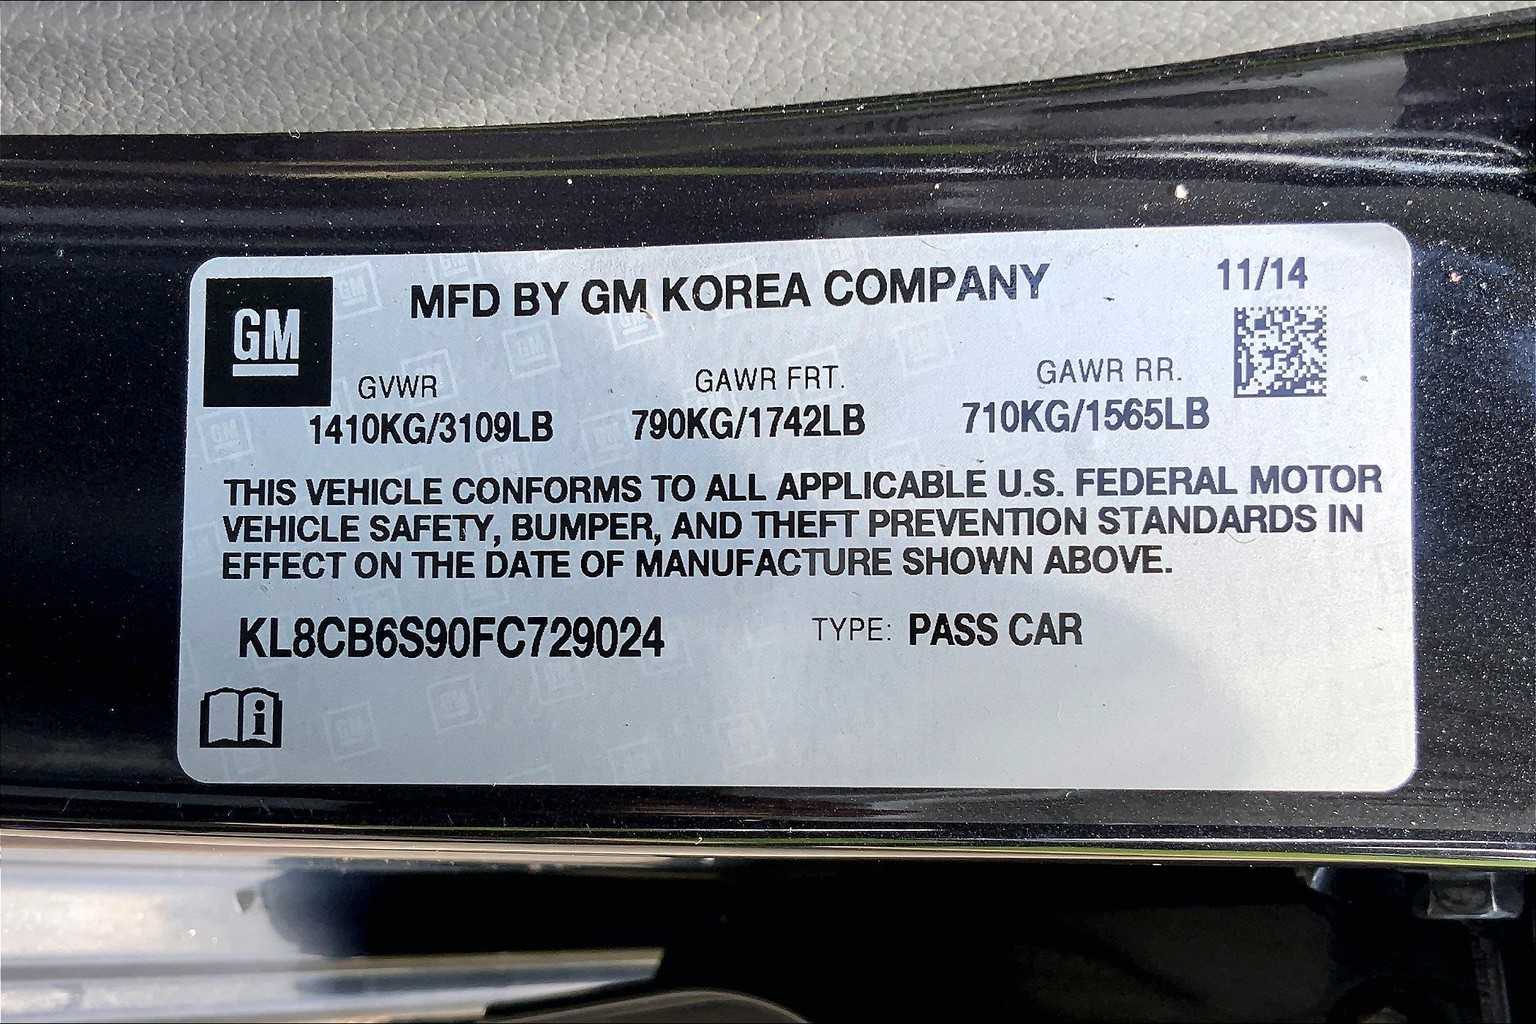 GM
MFD BY GM KOREA COMPANY
11/14
GVWR
1410KG/3109LB
GAWR FRT.
790KG/1742LB
GAWR RR.
710KG/1565LB
THIS VEHICLE CONFORMS TO ALL APPLICABLE U.S. FEDERAL MOTOR
VEHICLE SAFETY, BUMPER, AND THEFT PREVENTION STANDARDS IN
EFFECT ON THE DATE OF MANUFACTURE SHOWN ABOVE.
KL8CB6S90FC729024
TYPE: PASS CAR
i